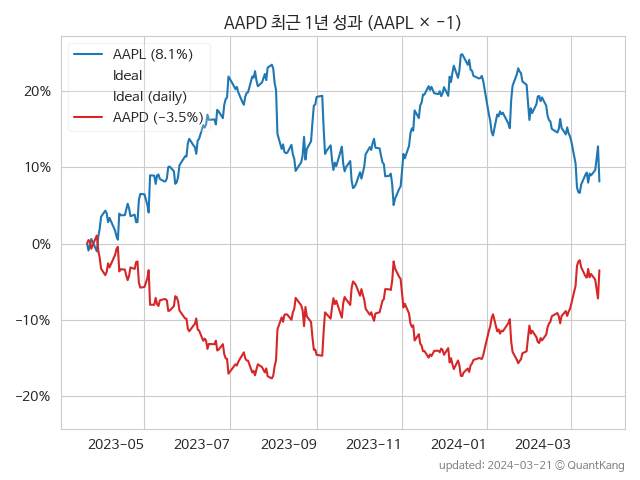 AAPD 최근 1년 성과 (AAPL × −1)
AAPL (8.1%)
Ideal
Ideal (daily)
AAPD (−3.5%)
20%
10%
0%
−10%
−20%
2023−05
2023−07
2023−09
2023−11
2024−01
2024−03
updated: 2024−03−21 © QuantKang